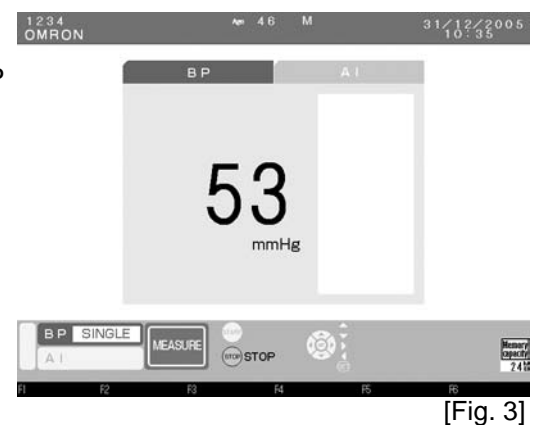 1234
Age 46 M
31/12/2005
OMRON
10:35
BP
AI
53
mmHg
BP SINGLE
AI
MEASURE
STOP STOP
Memory
capacity
F1 F2 F3 F4 F5 F6
[Fig. 3]